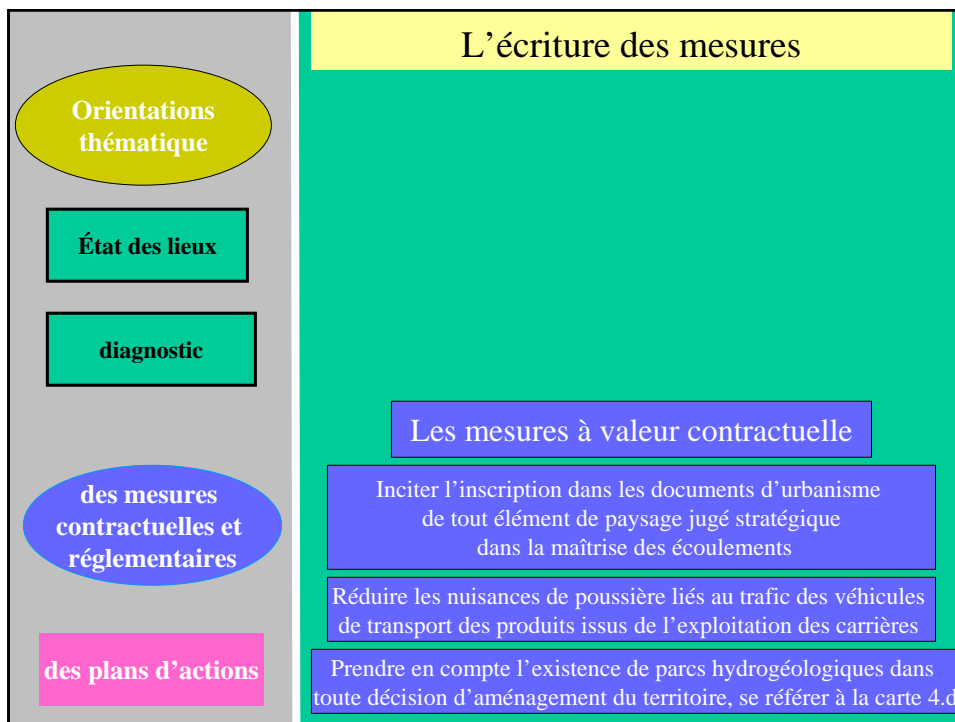 L’écriture des mesures
Orientations
thématique
État des lieux
diagnostic
des mesures
contractuelles et
réglementaires
des plans d’actions
Les mesures à valeur contractuelle
Inciter l’inscription dans les documents d’urbanisme
de tout élément de paysage jugé stratégique
dans la maîtrise des écoulements
Réduire les nuisances de poussière liés au trafic des véhicules
de transport des produits issus de l’exploitation des carrières
Prendre en compte l’existence de parcs hydrogéologiques dans
toute décision d’aménagement du territoire, se référer à la carte 4.d